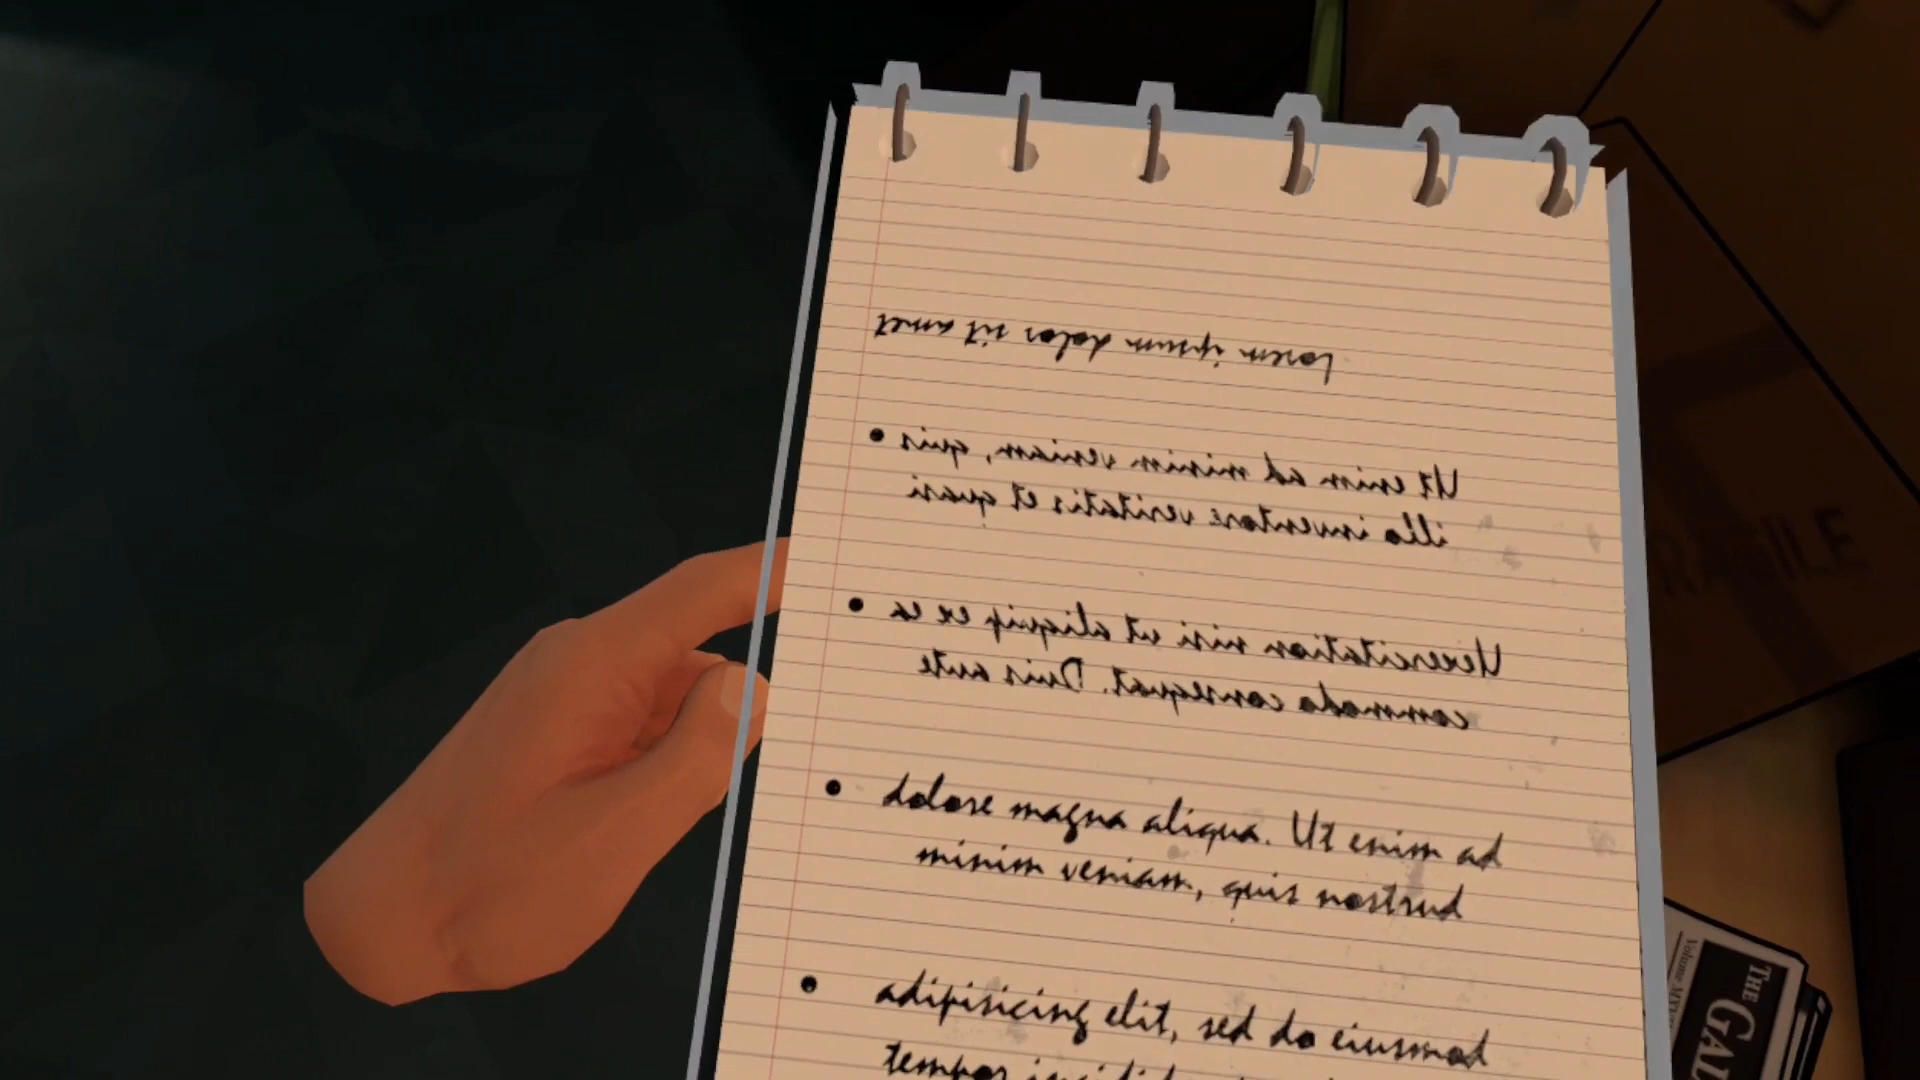 Lorem ipsum dolor sit amet
Ut enim ad minim veniam, quis
illo inventore veritatis et quasi
Uexercitation nisi ut aliquip ex ea
commodo consequat. Duis aute
dolore magna aliqua. Ut enim ad
minim veniam, quis nostrud
adipisicing elit, sed do eiusmod
tempor
FRAGILE
THE
Volume